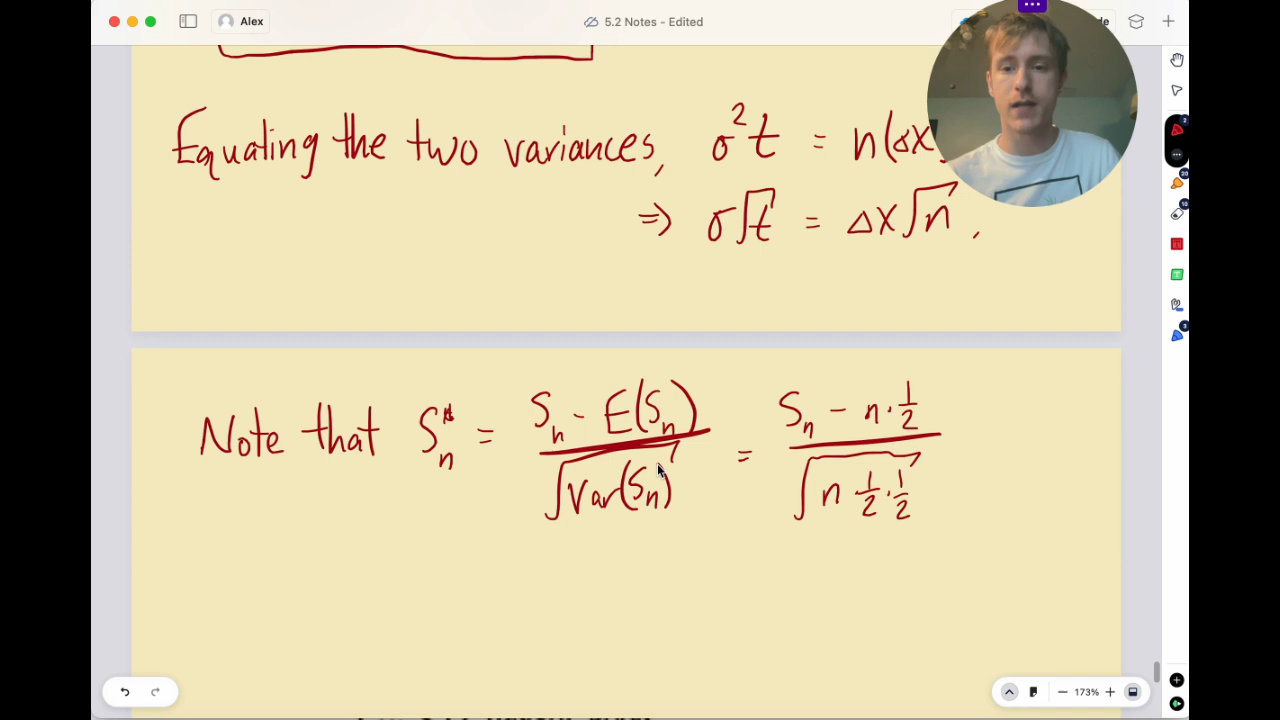 Alex
5.2 Notes - Edited
Equating the two variances, σ²t = n(Δx
⇒ σ√t = Δx√n.
Note that Sₙ* = (Sₙ - E(Sₙ)) / √Var(Sₙ) = (Sₙ - n · 1/2) / √(n 1/2 · 1/2)
173%